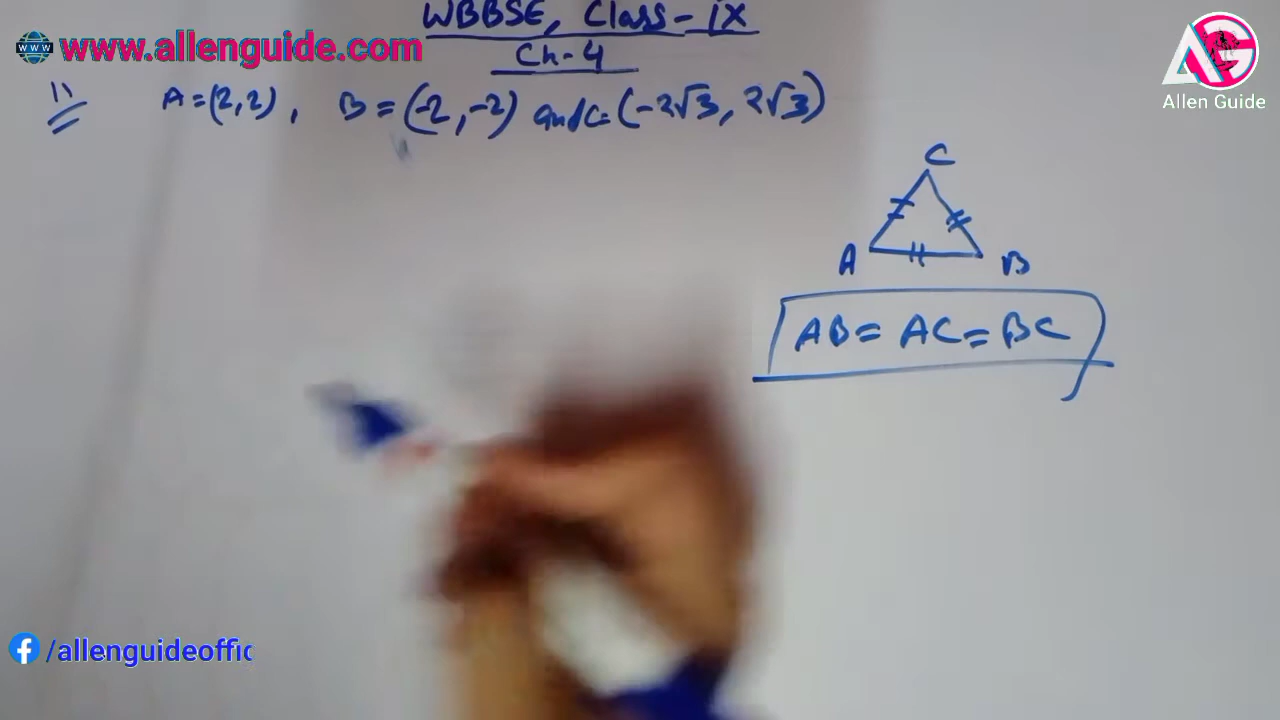 WBBSE, Class-IX
www.allenguide.com
Ch-4
Allen Guide
11 A=(2,2), B=(-2,-2) and C=(-2√3, 2√3)
C
A B
AB=AC=BC
/allenguideoffic